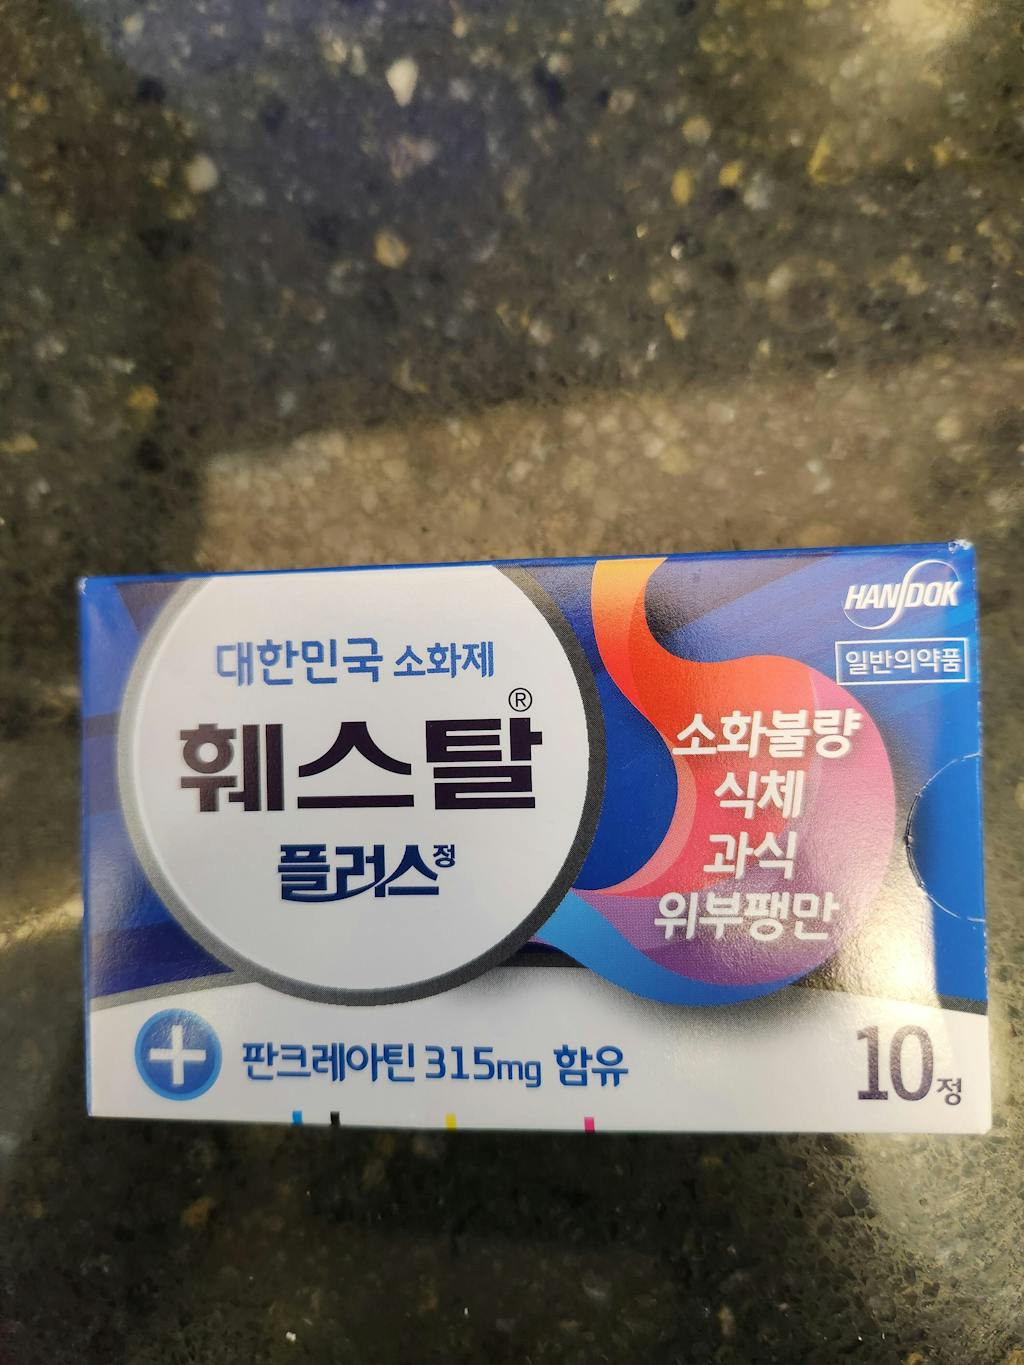 대한민국 소화제
훼스탈®
플러스정
HANDOK
일반의약품
소화불량
식체
과식
위부팽만
판크레아틴 315mg 함유
10정